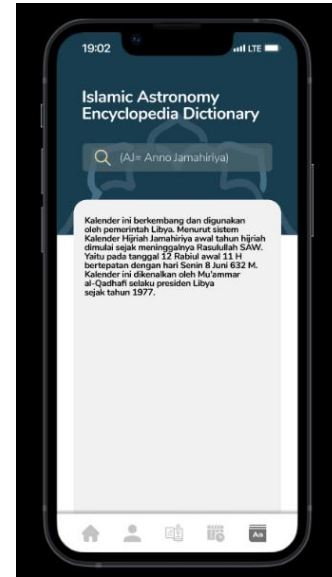 19:02
LTE
Islamic Astronomy
Encyclopedia Dictionary
(AJ= Anno Jamahiriya)
Kalender ini berkembang dan digunakan
oleh pemerintah Libya. Menurut sistem
Kalender Hijriah Jamahiriya awal tahun hijriah
dimulai sejak meninggalnya Rasulullah SAW.
Yaitu pada tanggal 12 Rabiul awal 11 H
bertepatan dengan hari Senin 8 Juni 632 M.
Kalender ini dikenalkan oleh Mu'ammar
al-Qadhafi selaku presiden Libya
sejak tahun 1977.
Aa